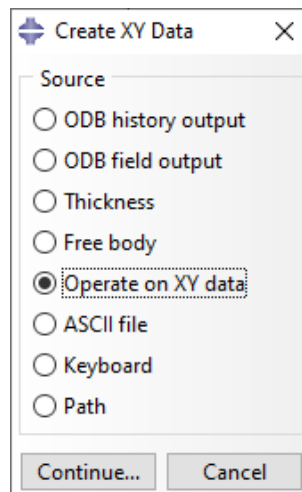 Create XY Data
Source
ODB history output
ODB field output
Thickness
Free body
Operate on XY data
ASCII file
Keyboard
Path
Continue... Cancel